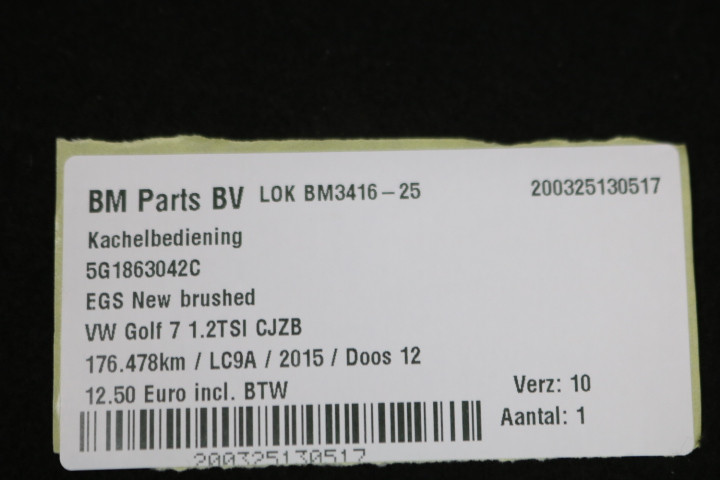 BM Parts BV LOK BM3416-25 200325130517
Kachelbediening
5G1863042C
EGS New brushed
VW Golf 7 1.2TSI CJZB
176.478km / LC9A / 2015 / Doos 12
12.50 Euro incl. BTW Verz: 10
Aantal: 1
200325130517